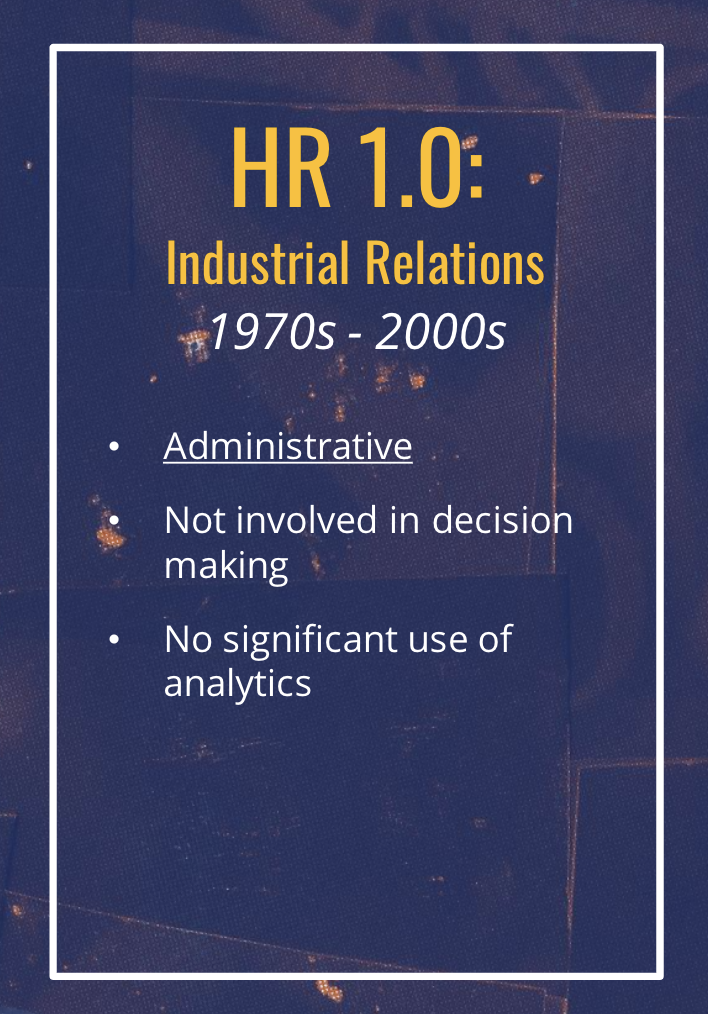 HR 1.0:
Industrial Relations
1970s - 2000s
• Administrative
• Not involved in decision
making
• No significant use of
analytics